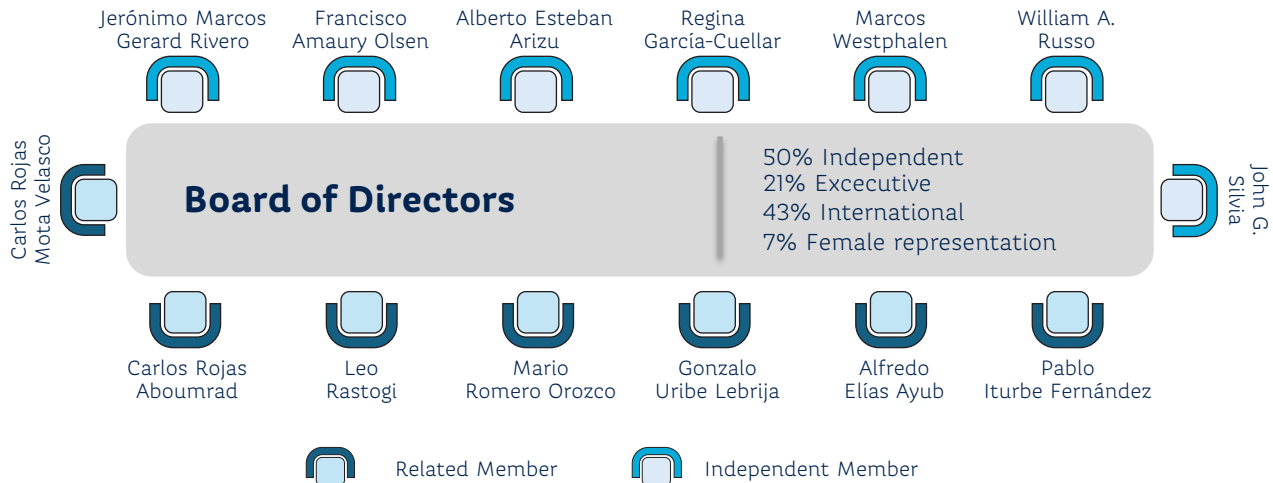 Jerónimo Marcos
Gerard Rivero
Francisco
Amaury Olsen
Alberto Esteban
Arizu
Regina
García-Cuellar
Marcos
Westphalen
William A.
Russo
Carlos Rojas
Mota Velasco
Board of Directors
50% Independent
21% Excecutive
43% International
7% Female representation
John G.
Silvia
Carlos Rojas
Aboumrad
Leo
Rastogi
Mario
Romero Orozco
Gonzalo
Uribe Lebrija
Alfredo
Elías Ayub
Pablo
Iturbe Fernández
Related Member
Independent Member